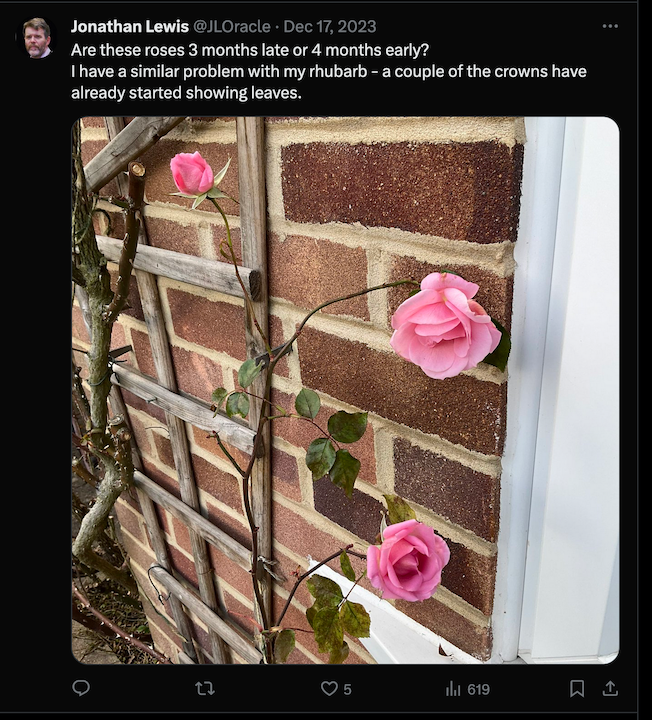 Jonathan Lewis @JLOracle · Dec 17, 2023
Are these roses 3 months late or 4 months early?
I have a similar problem with my rhubarb - a couple of the crowns have
already started showing leaves.
5 619